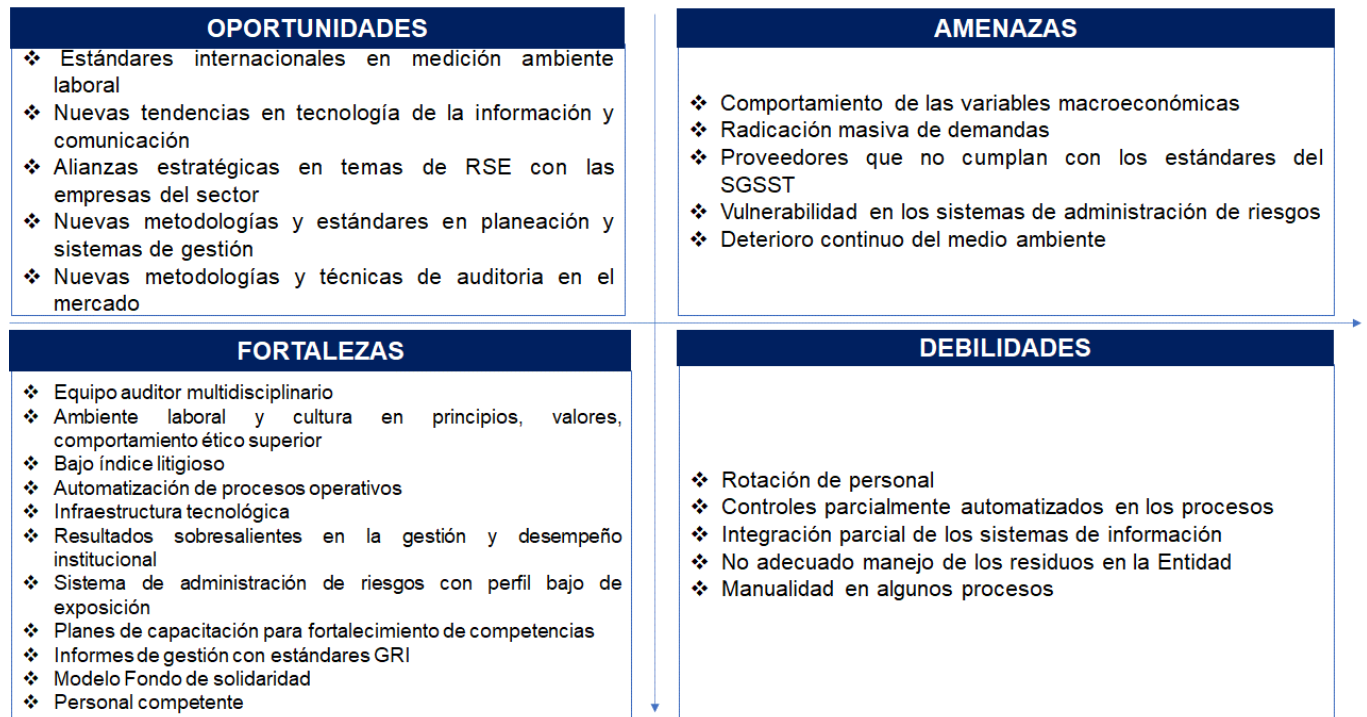 OPORTUNIDADES
❖ Estándares internacionales en medición ambiente
laboral
❖ Nuevas tendencias en tecnología de la información y
comunicación
❖ Alianzas estratégicas en temas de RSE con las
empresas del sector
❖ Nuevas metodologías y estándares en planeación y
sistemas de gestión
❖ Nuevas metodologías y técnicas de auditoria en el
mercado
AMENAZAS
❖ Comportamiento de las variables macroeconómicas
❖ Radicación masiva de demandas
❖ Proveedores que no cumplan con los estándares del
SGSST
❖ Vulnerabilidad en los sistemas de administración de riesgos
❖ Deterioro continuo del medio ambiente
FORTALEZAS
❖ Equipo auditor multidisciplinario
❖ Ambiente laboral y cultura en principios, valores,
comportamiento ético superior
❖ Bajo índice litigioso
❖ Automatización de procesos operativos
❖ Infraestructura tecnológica
❖ Resultados sobresalientes en la gestión y desempeño
institucional
❖ Sistema de administración de riesgos con perfil bajo de
exposición
❖ Planes de capacitación para fortalecimiento de competencias
❖ Informes de gestión con estándares GRI
❖ Modelo Fondo de solidaridad
❖ Personal competente
DEBILIDADES
❖ Rotación de personal
❖ Controles parcialmente automatizados en los procesos
❖ Integración parcial de los sistemas de información
❖ No adecuado manejo de los residuos en la Entidad
❖ Manualidad en algunos procesos